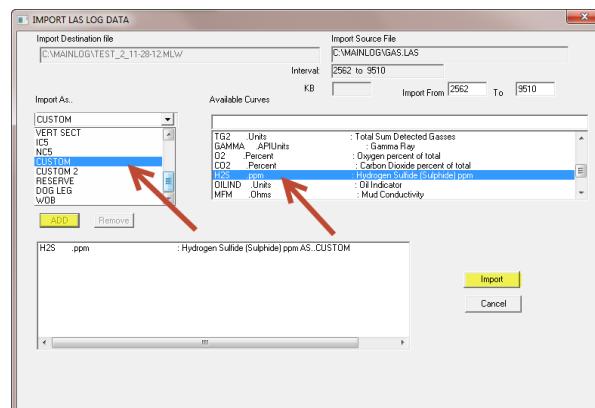 IMPORT LAS LOG DATA
Import Destination file
Import Source File
C:\MAINLOG\TEST_2_11-28-12.MLW
C:\MAINLOG\GAS.LAS
Interval:
2562 to 9510
KB
Import From
2562
To
9510
Import As..
Available Curves
CUSTOM
VERT SECT
IC5
NC5
CUSTOM
CUSTOM 2
RESERVE
DOG LEG
WOB
TG2 .Units : Total Sum Detected Gasses
GAMMA .APIUnits : Gamma Ray
O2 .Percent : Oxygen percent of total
CO2 .Percent : Carbon Dioxide percent of total
H2S .ppm : Hydrogen Sulfide (Sulphide) ppm
OILIND .Units : Oil Indicator
MFM .Ohms : Mud Conductivity
ADD
Remove
H2S .ppm : Hydrogen Sulfide (Sulphide) ppm AS..CUSTOM
Import
Cancel